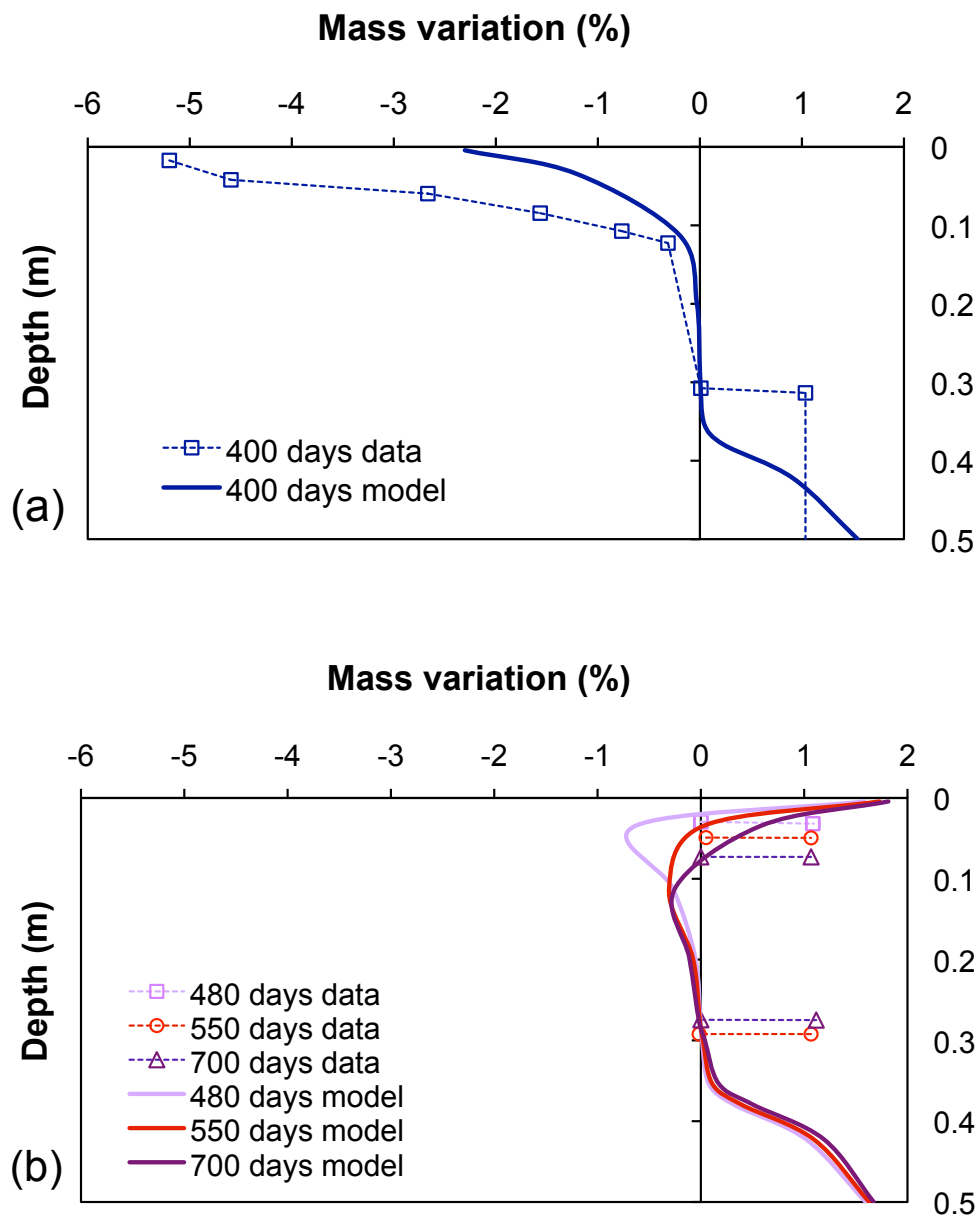 Mass variation (%)
-6 -5 -4 -3 -2 -1 0 1 2
0
0.1
0.2
0.3
0.4
0.5
Depth (m)
400 days data
400 days model
(a)
Mass variation (%)
-6 -5 -4 -3 -2 -1 0 1 2
0
0.1
0.2
0.3
0.4
0.5
Depth (m)
480 days data
550 days data
700 days data
480 days model
550 days model
700 days model
(b)